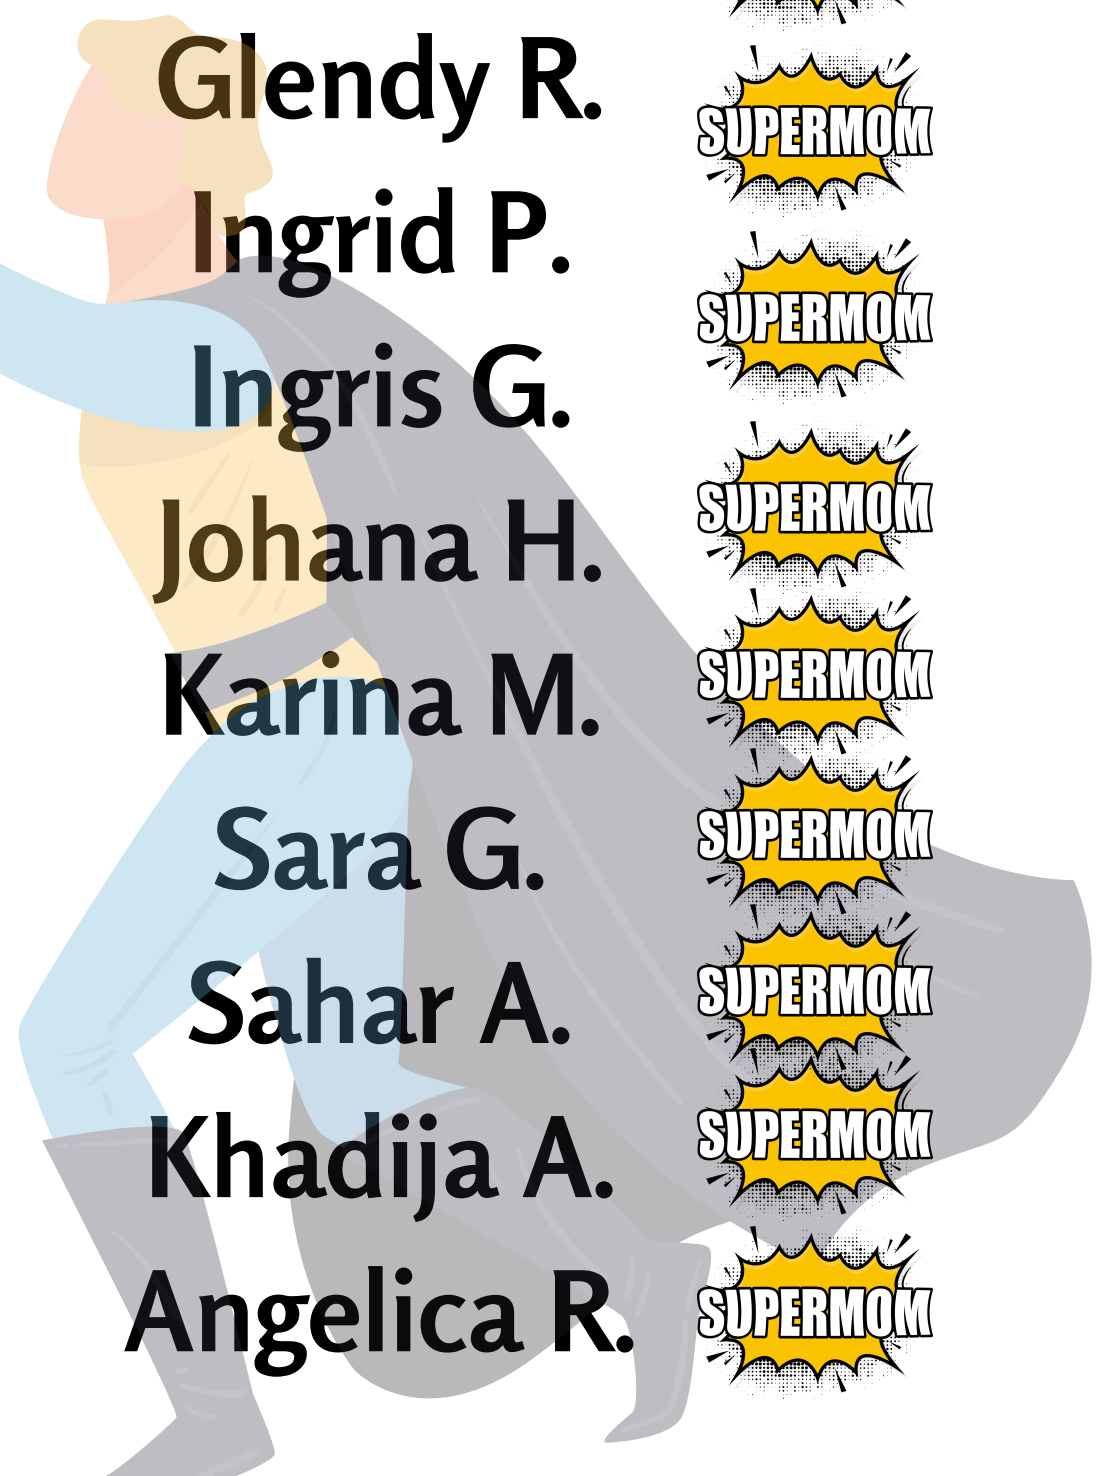 Glendy R. SUPERMOM
Ingrid P. SUPERMOM
Ingris G. SUPERMOM
Johana H. SUPERMOM
Karina M. SUPERMOM
Sara G. SUPERMOM
Sahar A. SUPERMOM
Khadija A. SUPERMOM
Angelica R.